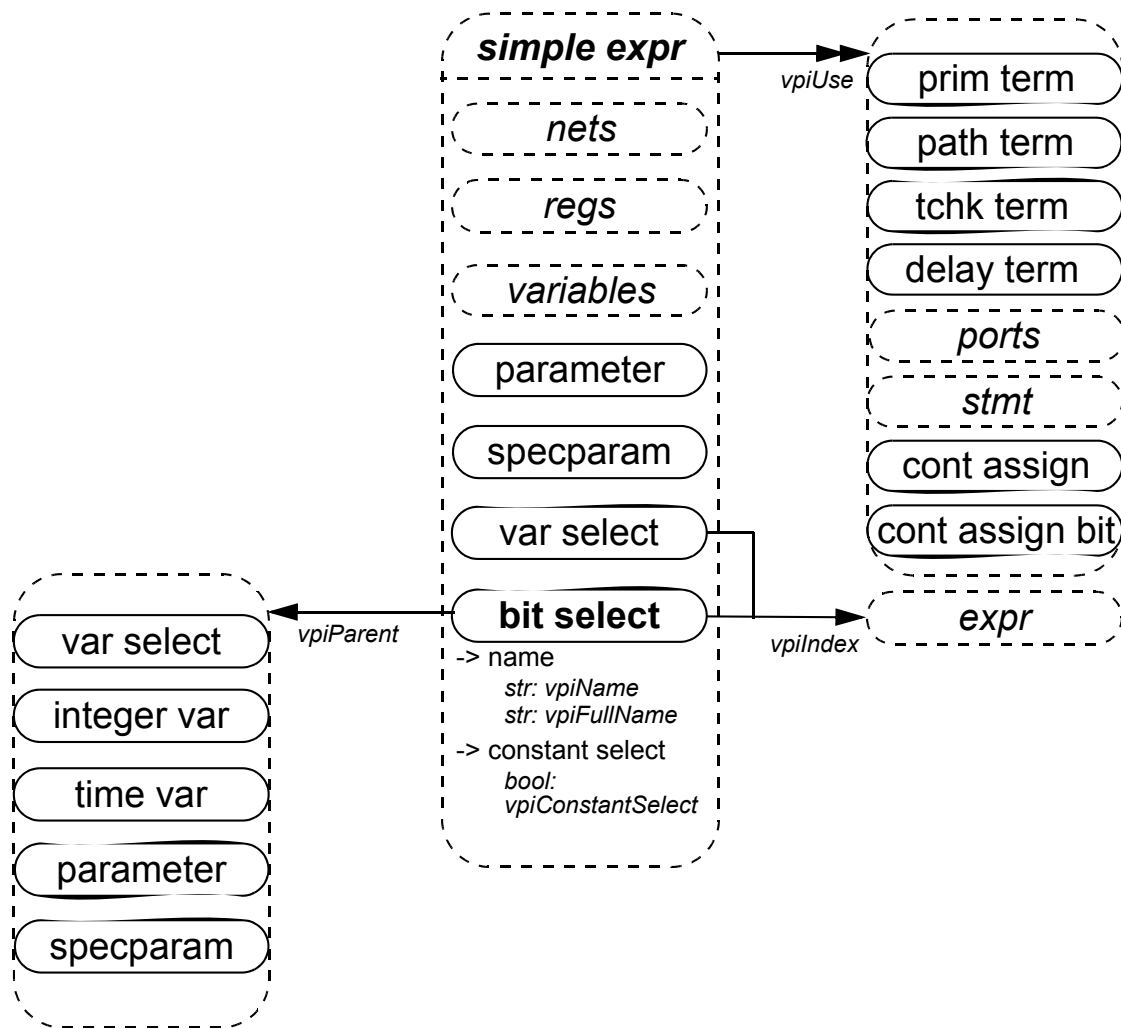 simple expr
vpiUse
prim term
nets
path term
regs
tchk term
delay term
variables
ports
parameter
stmt
specparam
cont assign
var select
cont assign bit
bit select
expr
vpiParent
vpiIndex
var select
-> name
str: vpiName
str: vpiFullName
integer var
-> constant select
bool:
vpiConstantSelect
time var
parameter
specparam